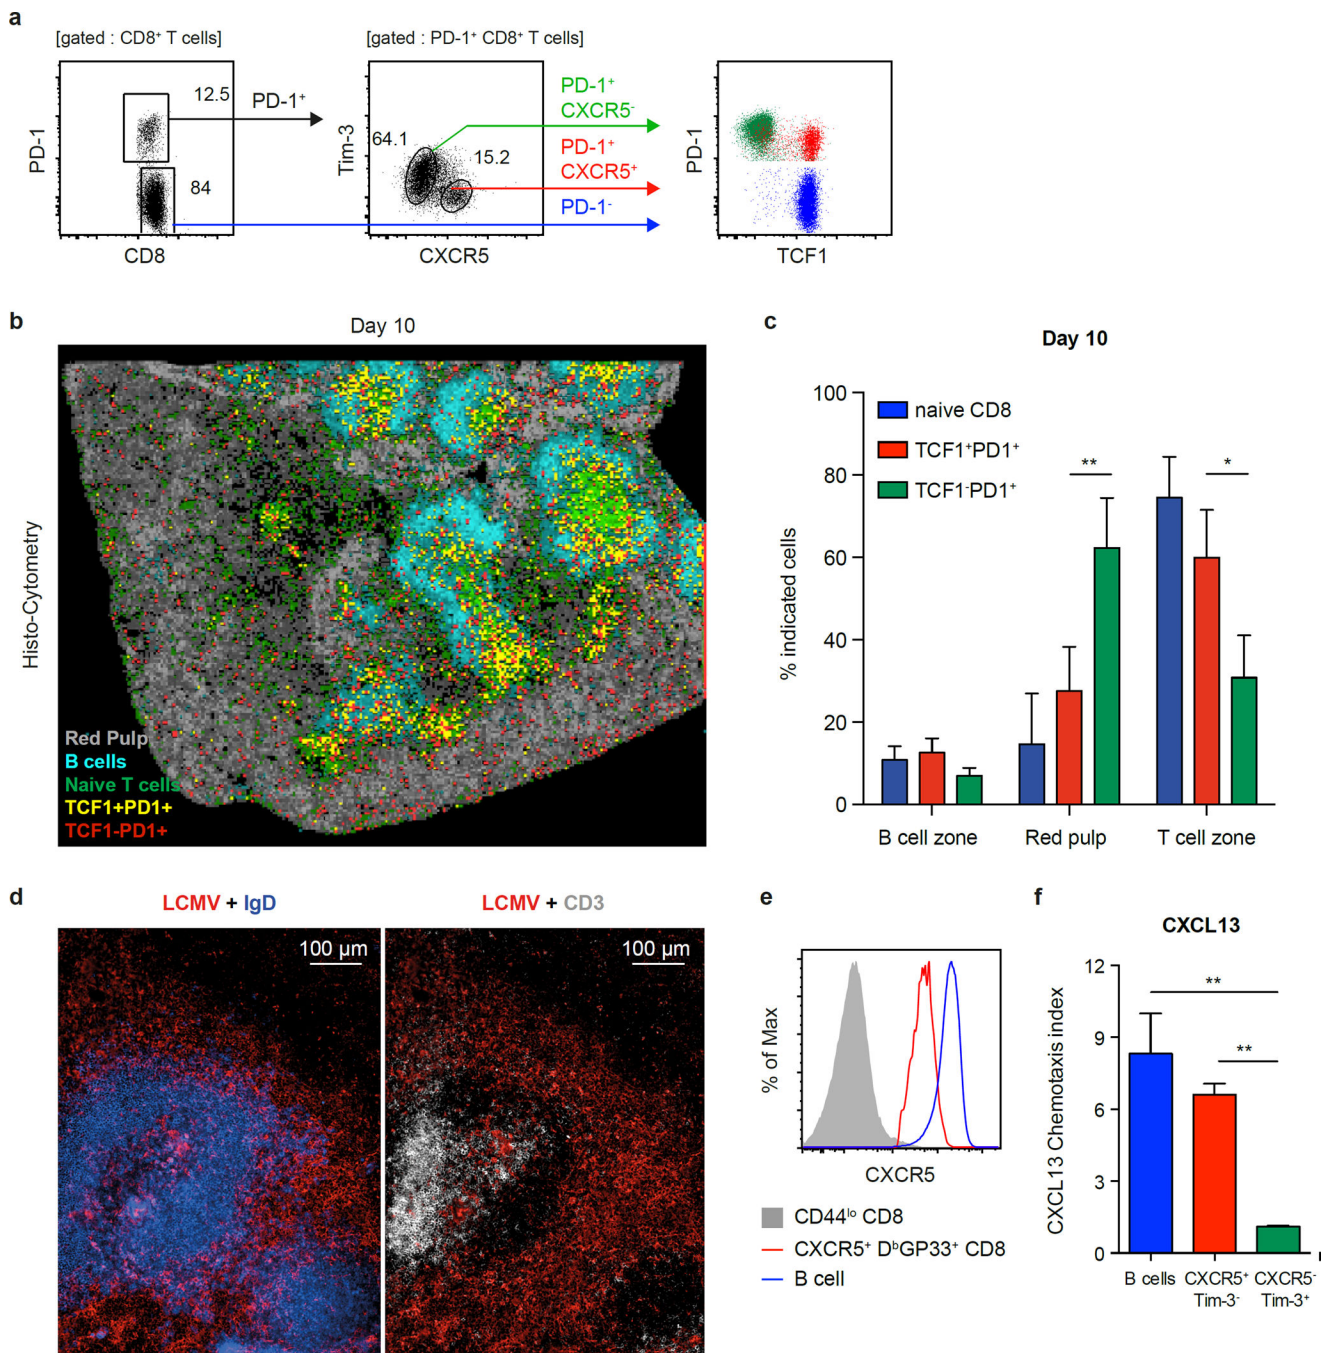 a
[gated : CD8⁺ T cells]
[gated : PD-1⁺ CD8⁺ T cells]
PD-1
12.5
PD-1⁺
84
CD8
Tim-3
64.1
15.2
CXCR5
PD-1⁺
CXCR5⁻
PD-1⁺
CXCR5⁺
PD-1⁻
PD-1
TCF1
b
Day 10
Histo-Cytometry
Red Pulp
B cells
Naive T cells
TCF1+PD1+
TCF1-PD1+
c
Day 10
% indicated cells
100
80
60
40
20
0
naive CD8
TCF1⁺PD1⁺
TCF1⁻PD1⁺
**
*
B cell zone
Red pulp
T cell zone
d
LCMV + IgD
LCMV + CD3
100 µm
100 µm
e
% of Max
CXCR5
CD44ˡᵒ CD8
CXCR5⁺ DᵇGP33⁺ CD8
B cell
f
CXCL13
CXCL13 Chemotaxis index
12
9
6
3
0
**
**
B cells
CXCR5⁺
Tim-3⁻
CXCR5⁻
Tim-3⁺